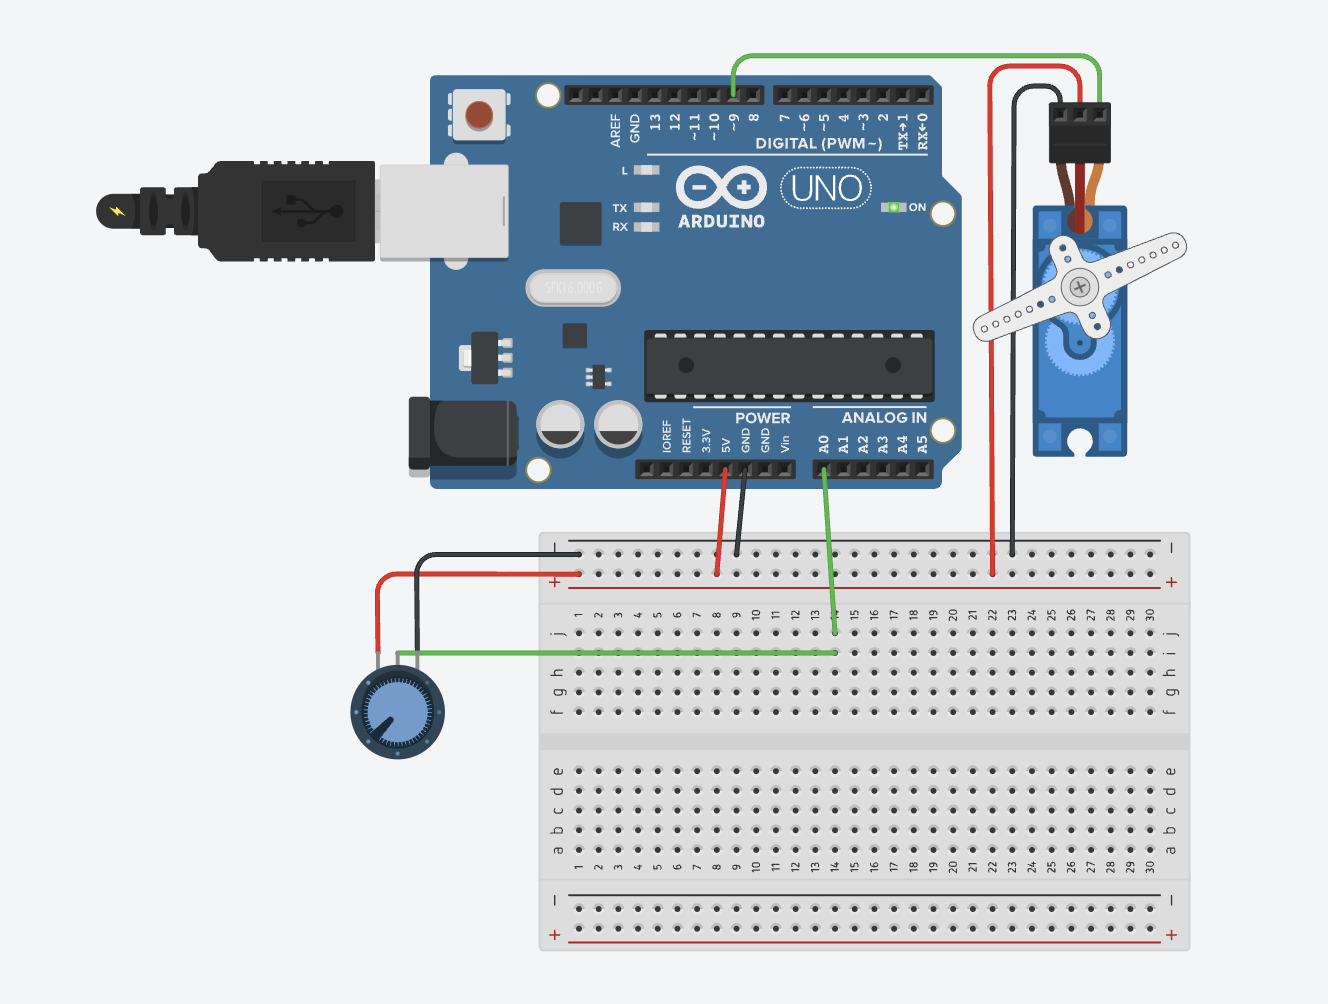 AREF
GND
13
12
~11
~10
~9
8
7
~6
~5
4
~3
2
TX→1
RX←0
DIGITAL (PWM~)
L
TX
RX
ARDUINO
UNO
ON
SPK16.000G
POWER
ANALOG IN
IOREF
RESET
3.3V
5V
GND
GND
Vin
A0
A1
A2
A3
A4
A5
− −
+ +
1 2 3 4 5 6 7 8 9 10 11 12 13 14 15 16 17 18 19 20 21 22 23 24 25 26 27 28 29 30
j j
i i
h h
g g
f f
e e
d d
c c
b b
a a
1 2 3 4 5 6 7 8 9 10 11 12 13 14 15 16 17 18 19 20 21 22 23 24 25 26 27 28 29 30
− −
+ +